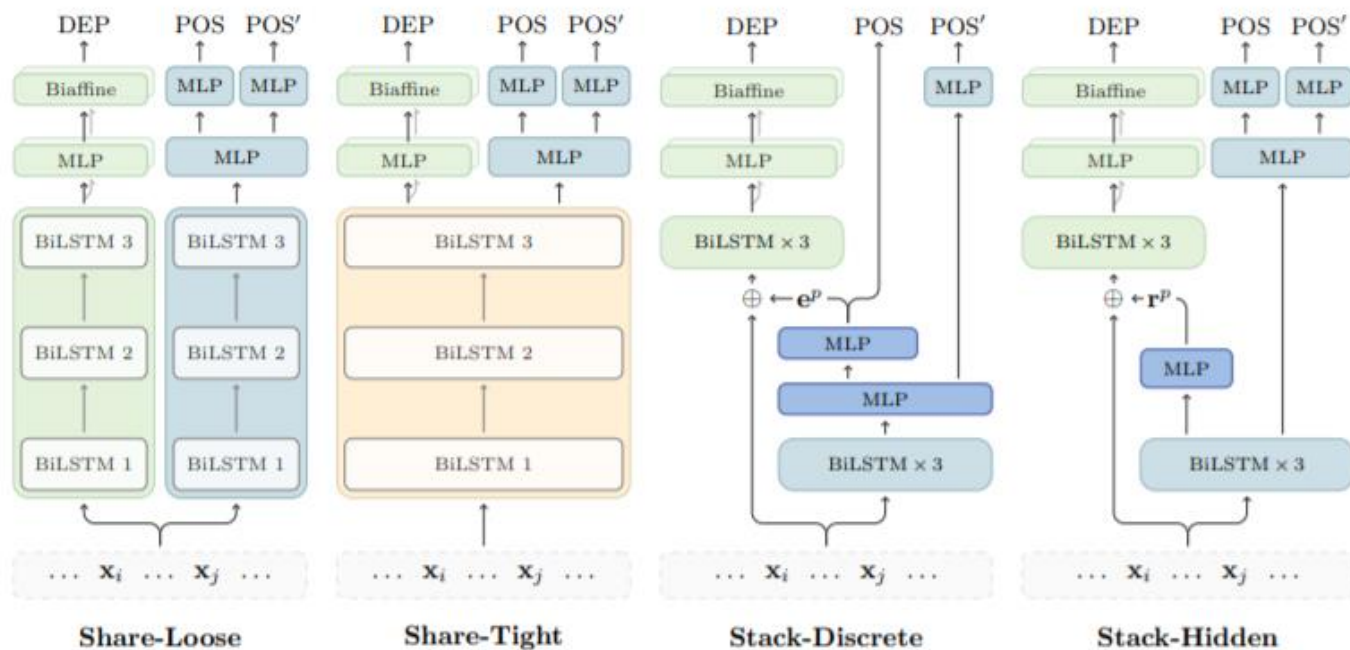 DEP POS POS′ DEP POS POS′ DEP POS POS′ DEP POS POS′
Biaffine MLP MLP Biaffine MLP MLP Biaffine MLP Biaffine MLP MLP
MLP MLP MLP MLP MLP MLP MLP
BiLSTM 3 BiLSTM 3 BiLSTM 3 BiLSTM × 3 BiLSTM × 3
⊕ e^p ⊕ r^p
BiLSTM 2 BiLSTM 2 BiLSTM 2 MLP MLP
MLP
BiLSTM 1 BiLSTM 1 BiLSTM 1 BiLSTM × 3 BiLSTM × 3
... x_i ... x_j ... ... x_i ... x_j ... ... x_i ... x_j ... ... x_i ... x_j ...
Share-Loose Share-Tight Stack-Discrete Stack-Hidden